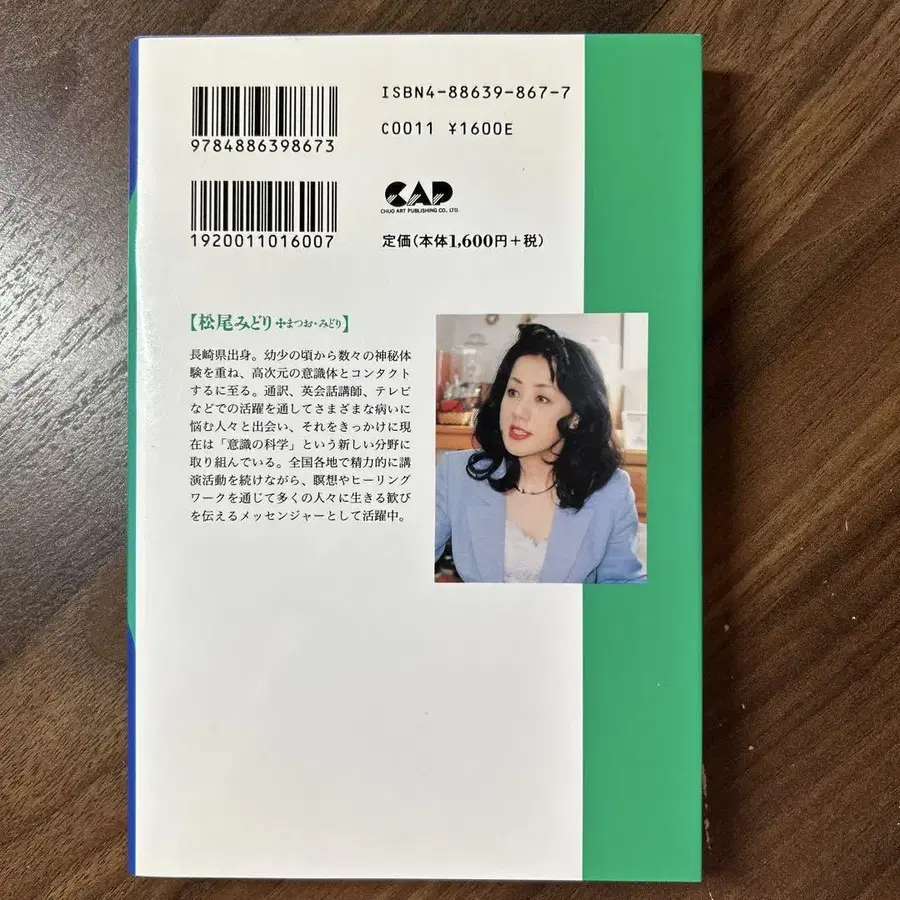 ISBN4-88639-867-7
C0011 ¥1600E
9784886398673
CAP
CHUO ART PUBLISHING CO., LTD.
1920011016007
定価(本体1,600円+税)
【松尾みどり✢まつお・みどり】
長崎県出身。幼少の頃から数々の神秘体
験を重ね、高次元の意識体とコンタクト
するに至る。通訳、英会話講師、テレビ
などでの活躍を通してさまざまな病いに
悩む人々と出会い、それをきっかけに現
在は「意識の科学」という新しい分野に
取り組んでいる。全国各地で精力的に講
演活動を続けながら、瞑想やヒーリング
ワークを通じて多くの人々に生きる歓び
を伝えるメッセンジャーとして活躍中。